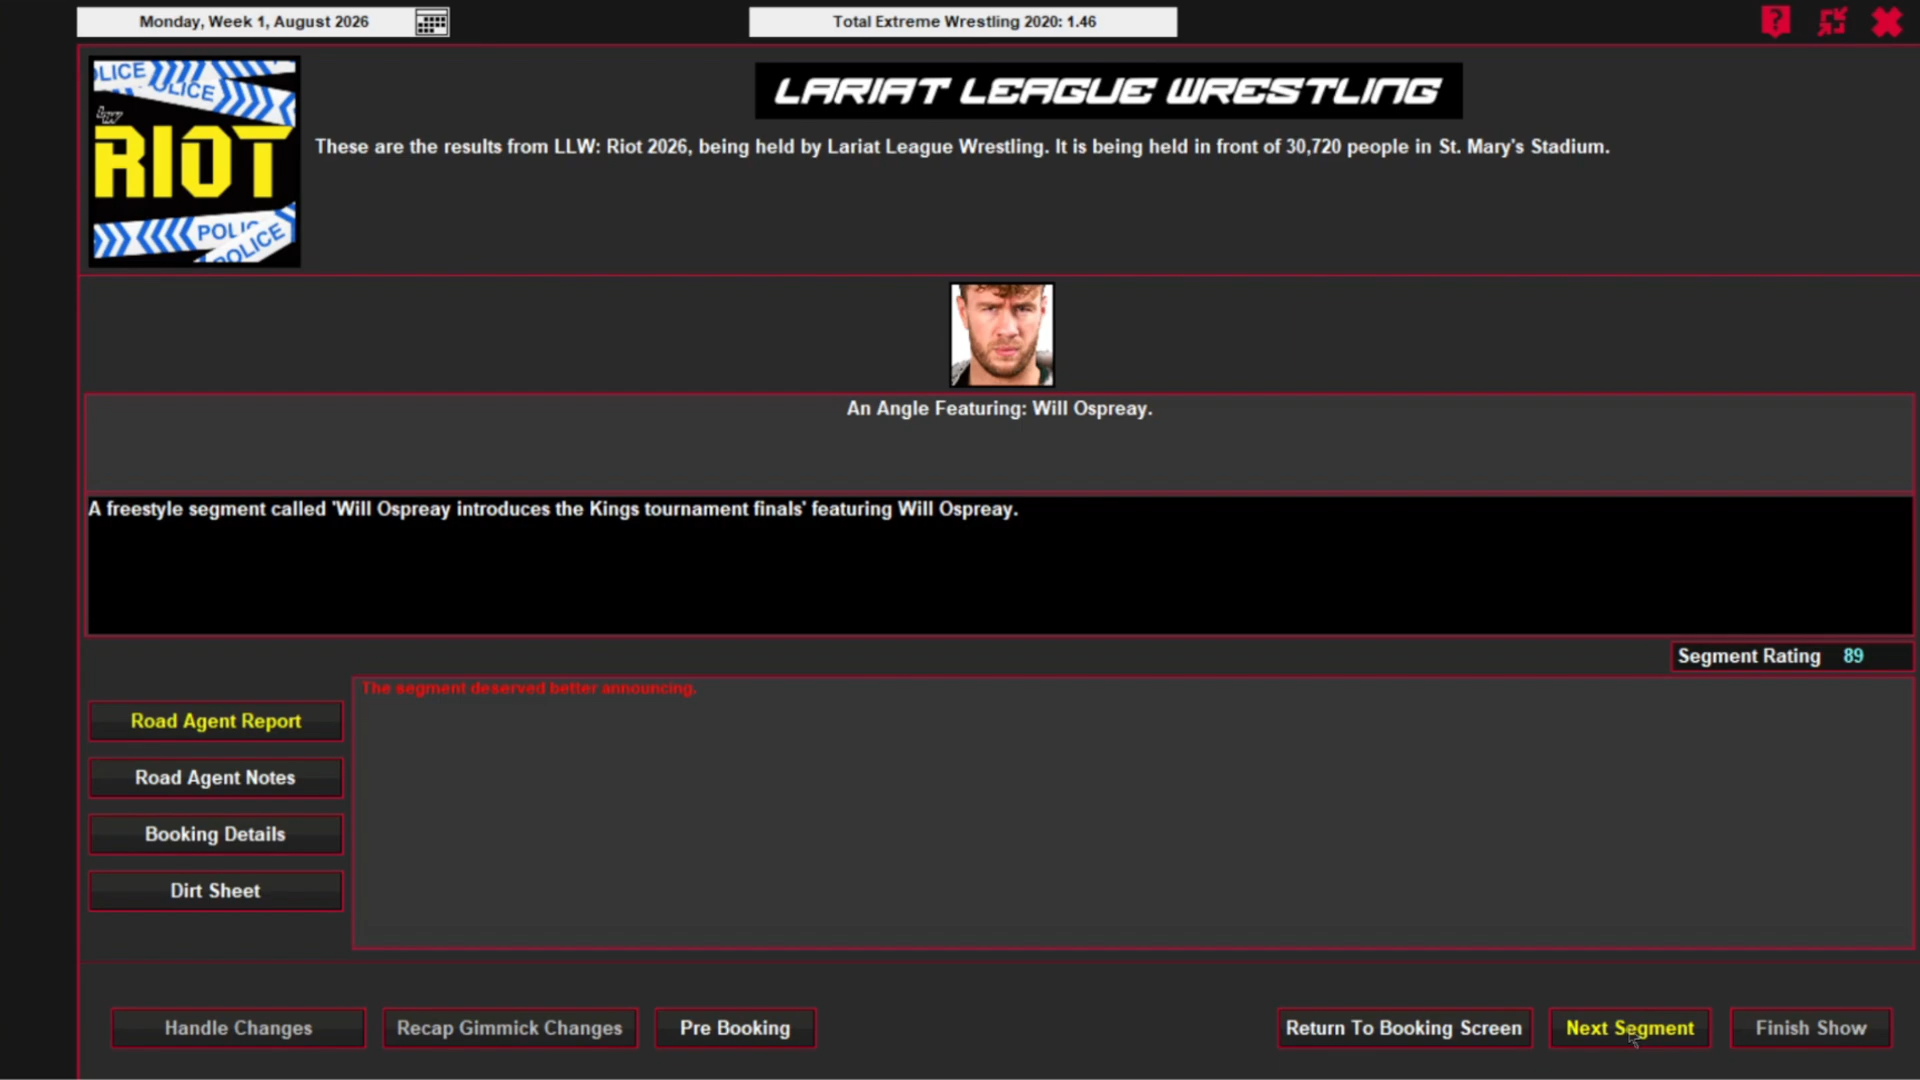 Monday, Week 1, August 2026
Total Extreme Wrestling 2020: 1.46
?
LICE
OLICE
LLW
RIOT
POLIC
POLICE
LARIAT LEAGUE WRESTLING
These are the results from LLW: Riot 2026, being held by Lariat League Wrestling. It is being held in front of 30,720 people in St. Mary's Stadium.
An Angle Featuring: Will Ospreay.
A freestyle segment called 'Will Ospreay introduces the Kings tournament finals' featuring Will Ospreay.
Segment Rating 89
The segment deserved better announcing.
Road Agent Report
Road Agent Notes
Booking Details
Dirt Sheet
Handle Changes
Recap Gimmick Changes
Pre Booking
Return To Booking Screen
Next Segment
Finish Show